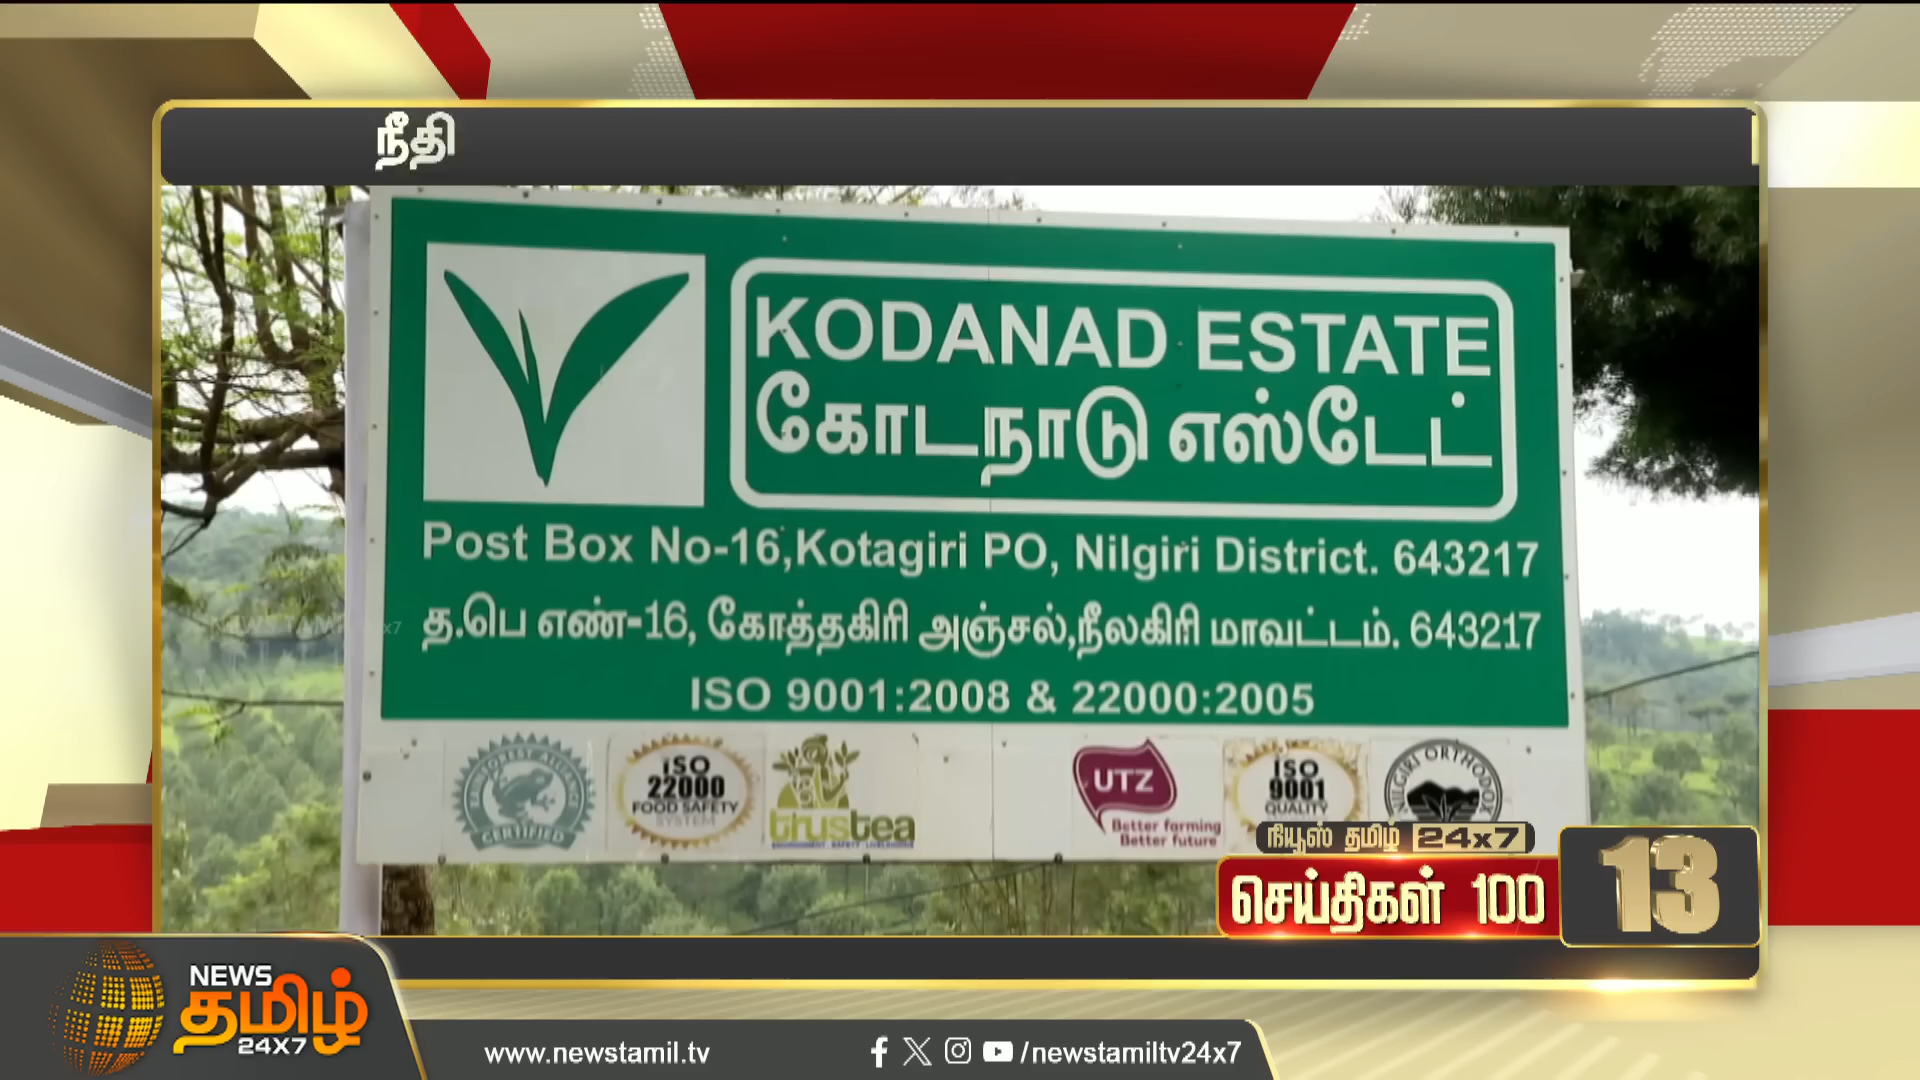 நீதி
KODANAD ESTATE
கோடநாடு எஸ்டேட்
Post Box No-16,Kotagiri PO, Nilgiri District. 643217
த.பெ எண்-16, கோத்தகிரி அஞ்சல்,நீலகிரி மாவட்டம். 643217
ISO 9001:2008 & 22000:2005
CERTIFIED
ISO
22000
FOOD SAFETY
SYSTEM
trustea
UTZ
Better farming
Better future
ISO
9001
QUALITY
NILGIRI ORTHODOX
நியூஸ் தமிழ் 24x7
செய்திகள் 100
13
NEWS
தமிழ்
24X7
www.newstamil.tv
/newstamiltv24x7